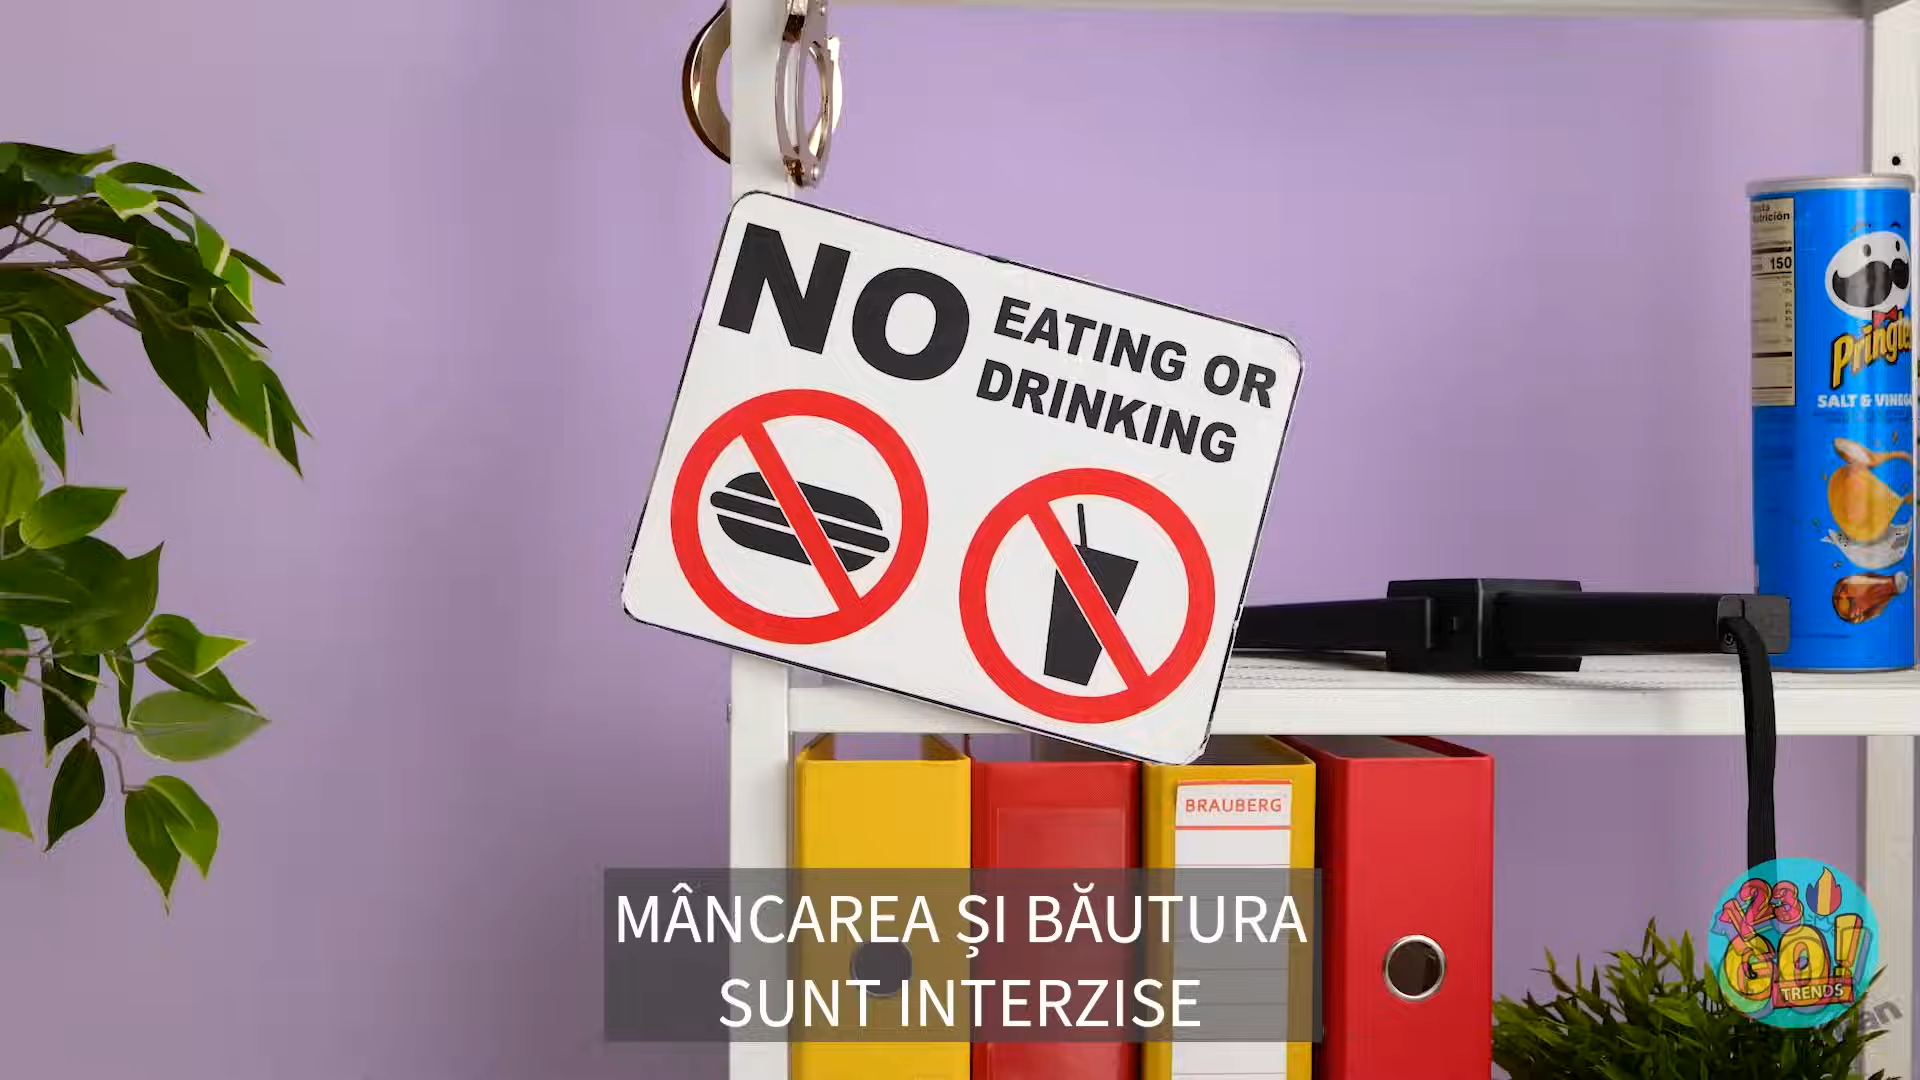 NO EATING OR
DRINKING
150
Pringles
SALT & VINEG
BRAUBERG
MÂNCAREA ȘI BĂUTURA
SUNT INTERZISE
123
GO!
TRENDS